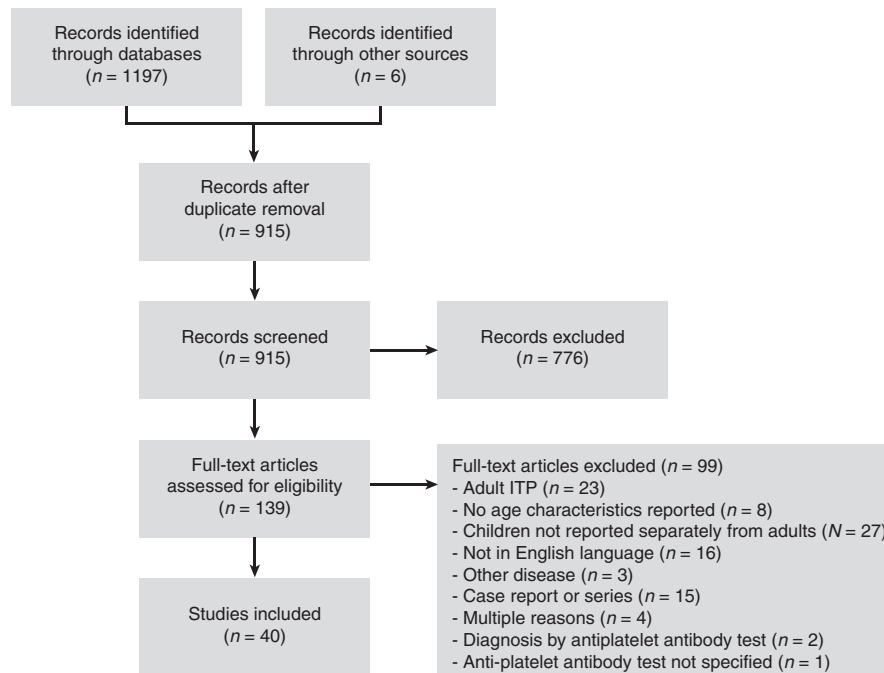 Records identified
through databases
(n = 1197)
Records identified
through other sources
(n = 6)
Records after
duplicate removal
(n = 915)
Records screened
(n = 915)
Records excluded
(n = 776)
Full-text articles
assessed for eligibility
(n = 139)
Full-text articles excluded (n = 99)
- Adult ITP (n = 23)
- No age characteristics reported (n = 8)
- Children not reported separately from adults (N = 27)
- Not in English language (n = 16)
- Other disease (n = 3)
- Case report or series (n = 15)
- Multiple reasons (n = 4)
- Diagnosis by antiplatelet antibody test (n = 2)
- Anti-platelet antibody test not specified (n = 1)
Studies included
(n = 40)